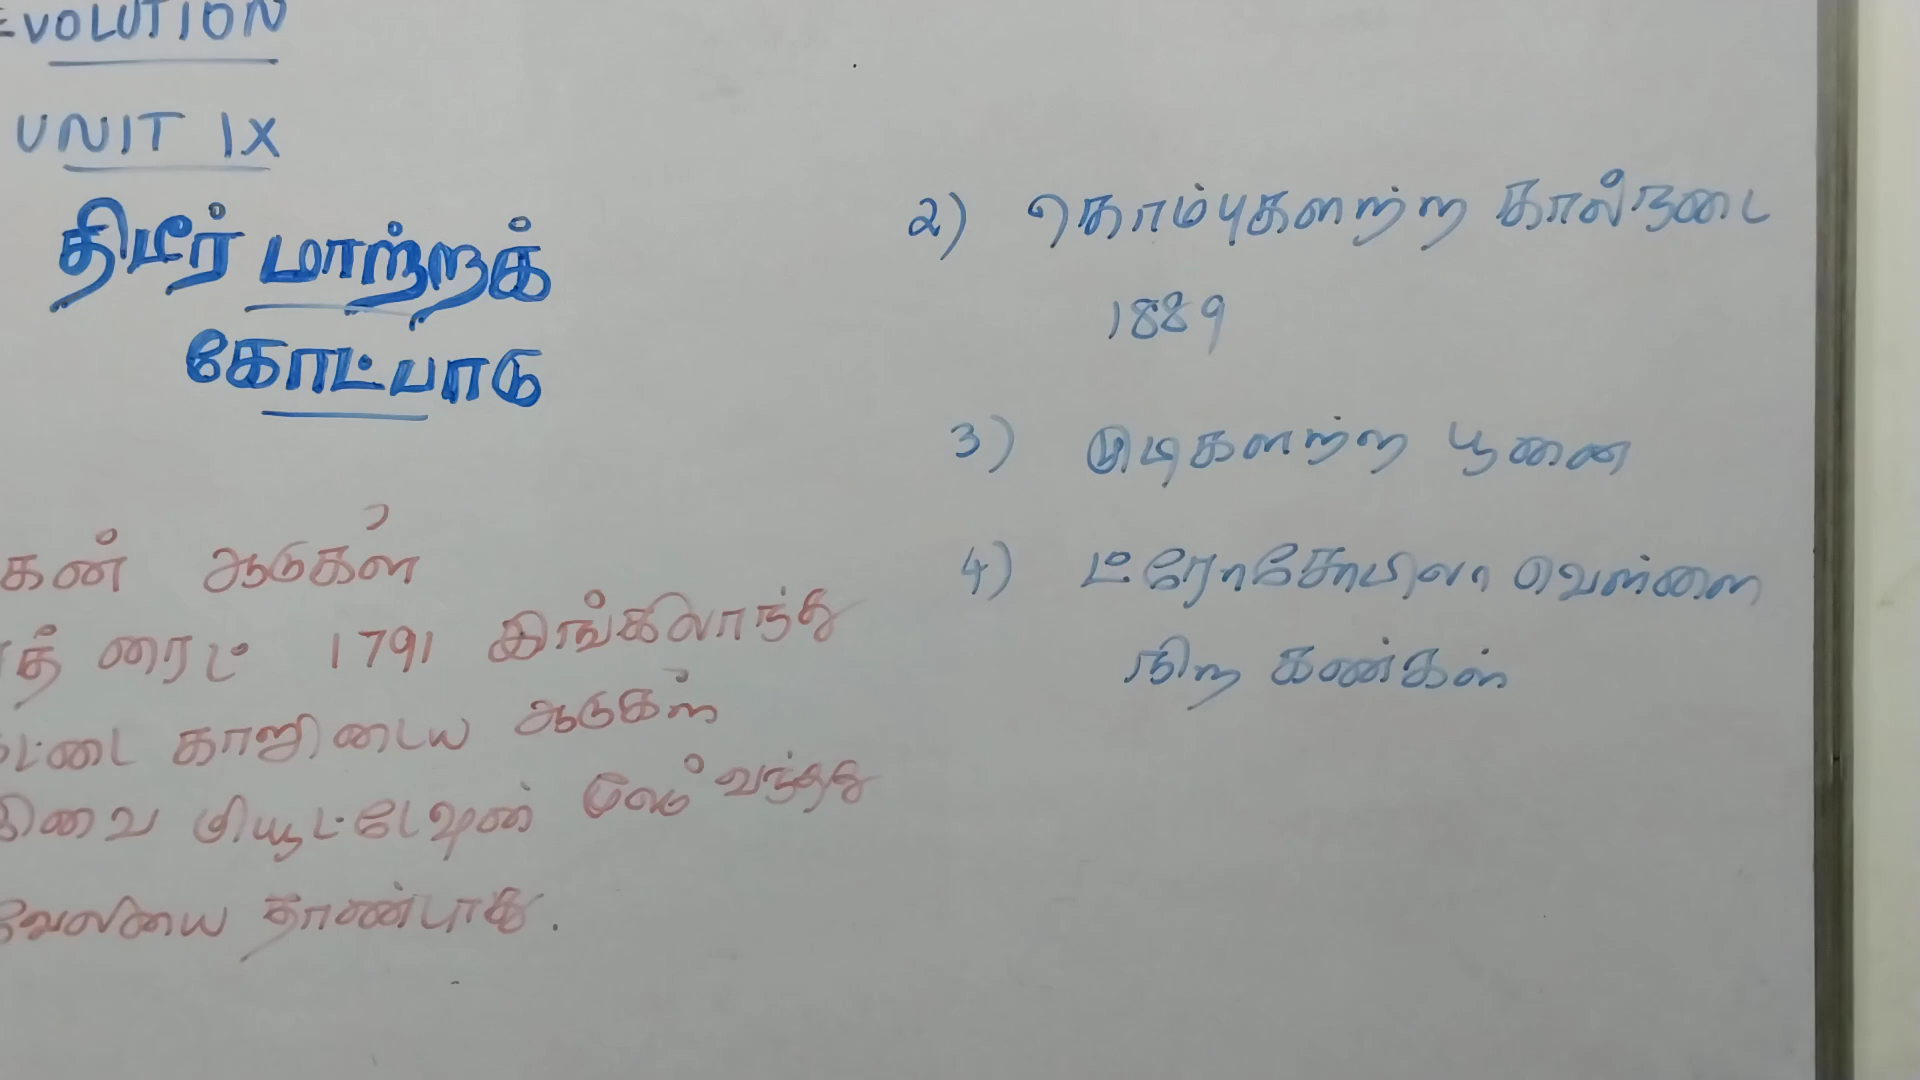 EVOLUTION
UNIT IX
திடீர் மாற்றக்
கோட்பாடு
கன் ஆடுகள்
த் ரைட் 1791 இங்கிலாந்து
ட்டை காலுடைய ஆடுகள்
இவை மியூட்டேஷன் மூலம் வந்தது
வேலியை தாண்டாது.
2) கொம்புகளற்ற கால்நடை
1889
3) முடிகளற்ற பூனை
4) ட்ரோசோபிலா வெள்ளை
நிற கண்கள்